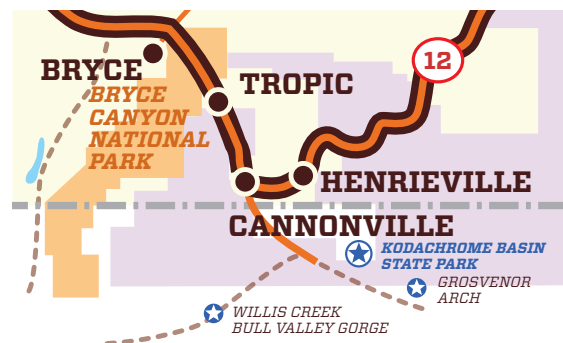 12
BRYCE
TROPIC
BRYCE
CANYON
NATIONAL
PARK
HENRIEVILLE
CANNONVILLE
KODACHROME BASIN
STATE PARK
GROSVENOR
ARCH
WILLIS CREEK
BULL VALLEY GORGE